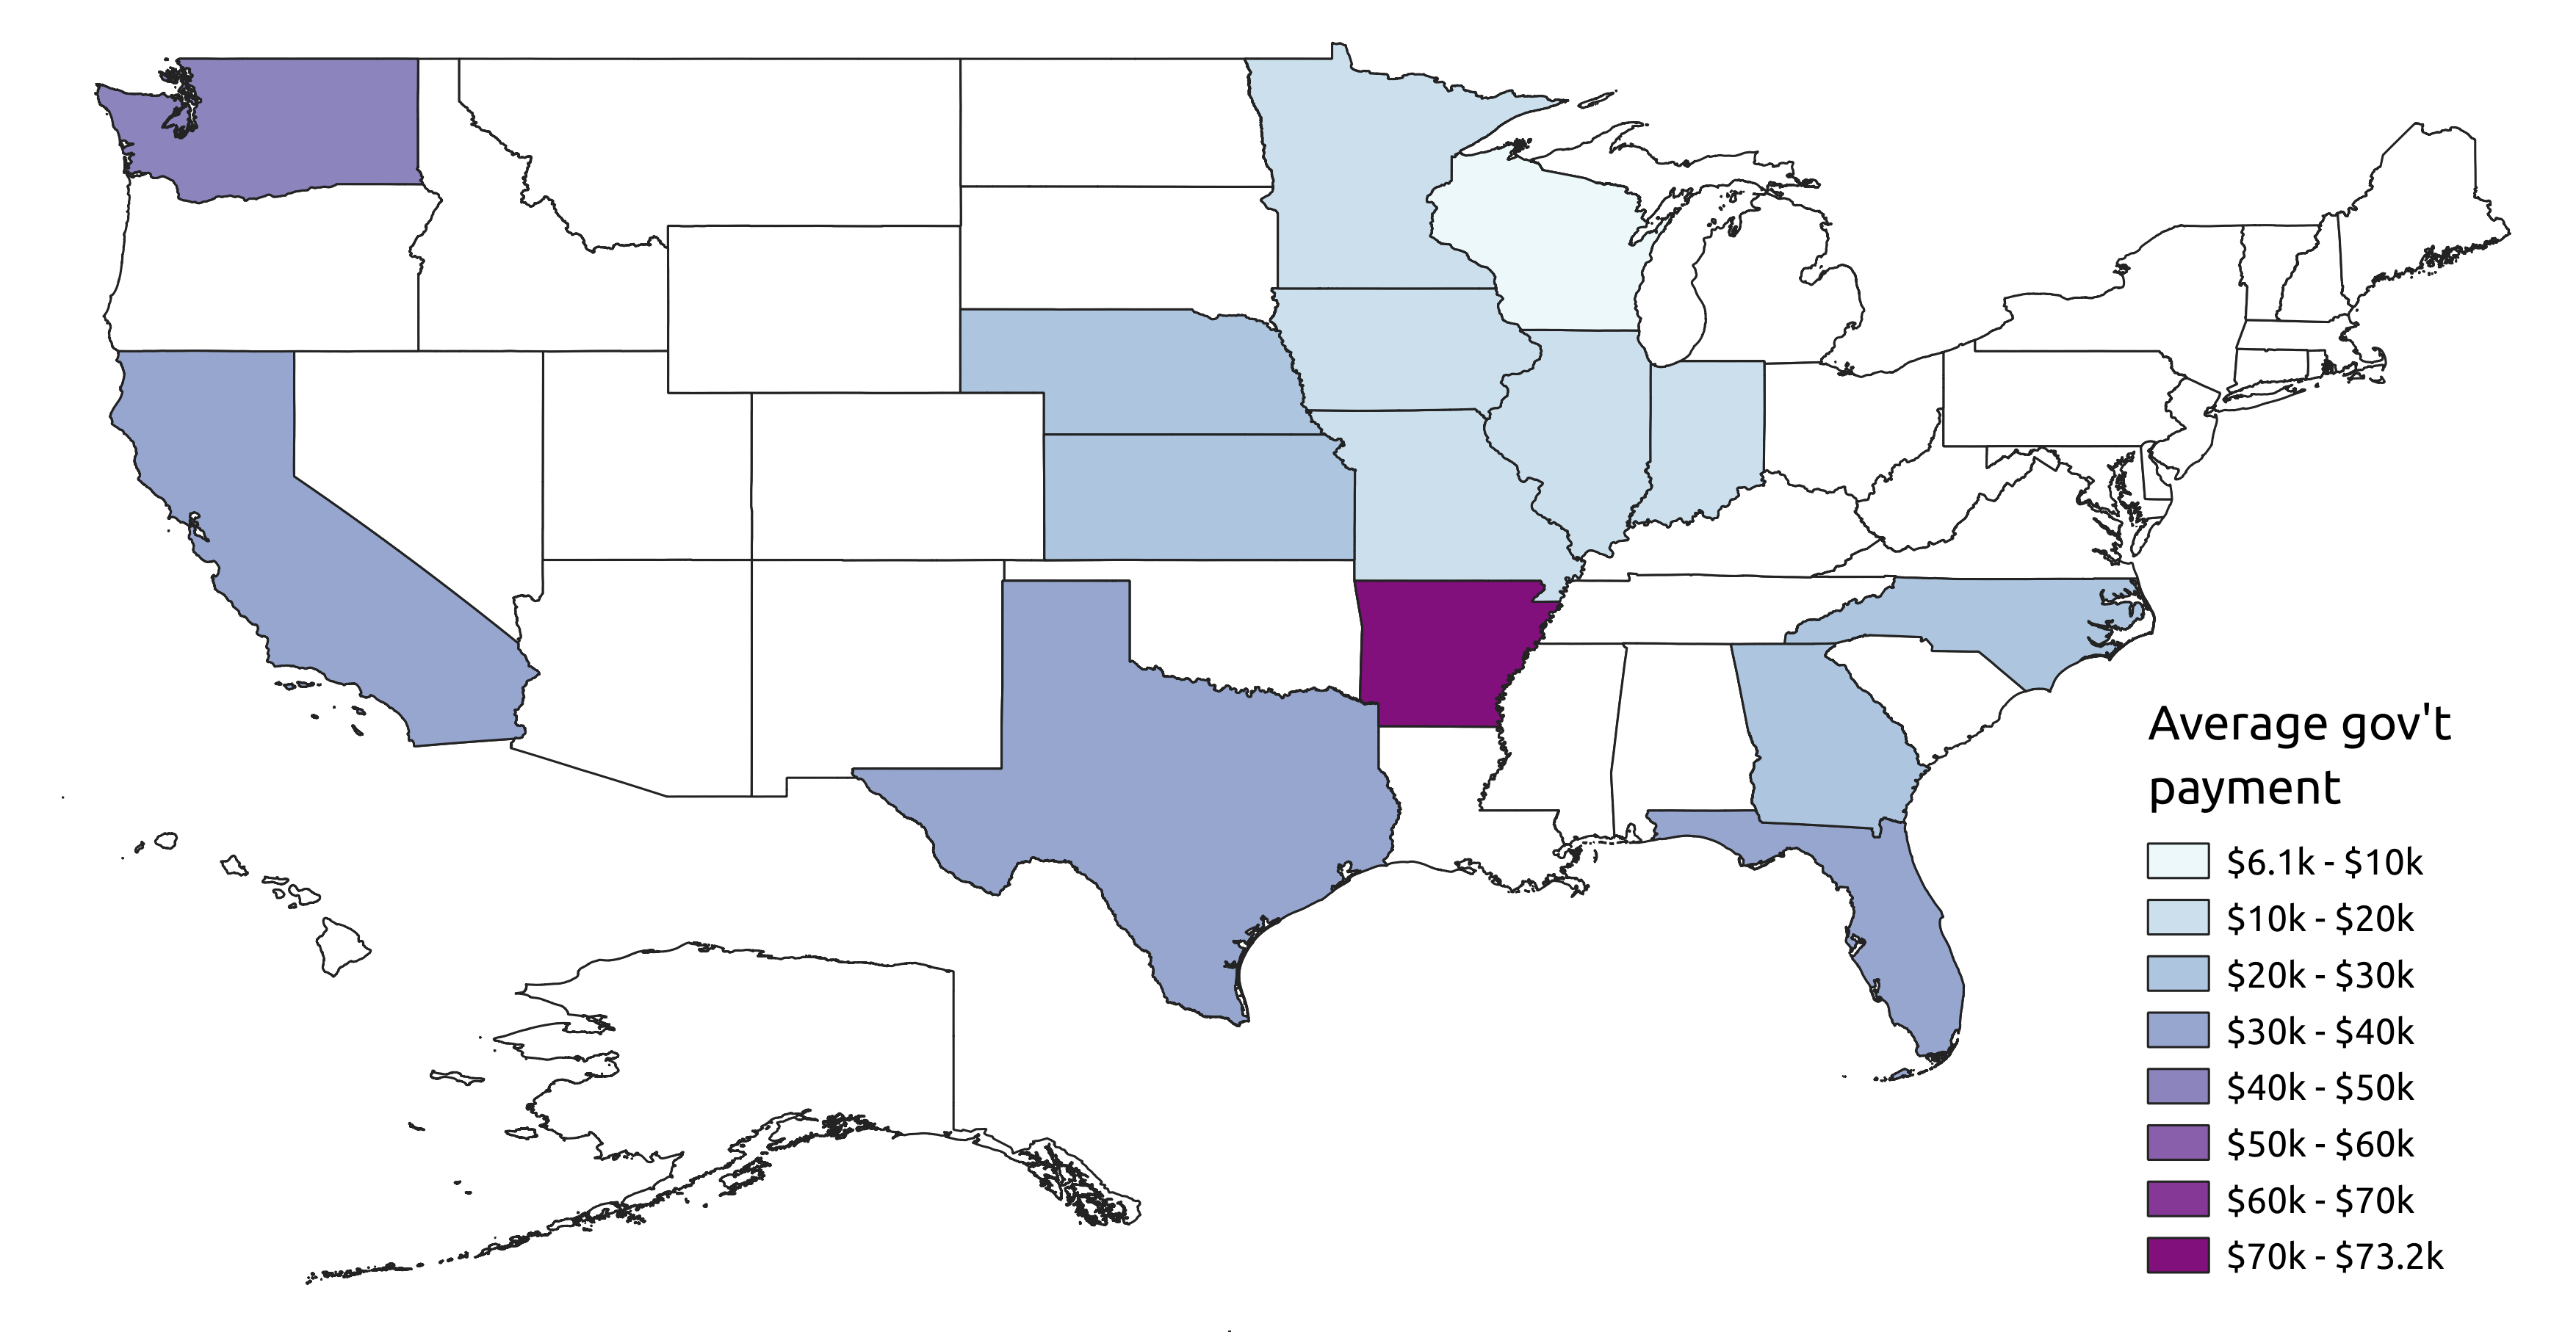 Average gov't
payment
$6.1k - $10k
$10k - $20k
$20k - $30k
$30k - $40k
$40k - $50k
$50k - $60k
$60k - $70k
$70k - $73.2k